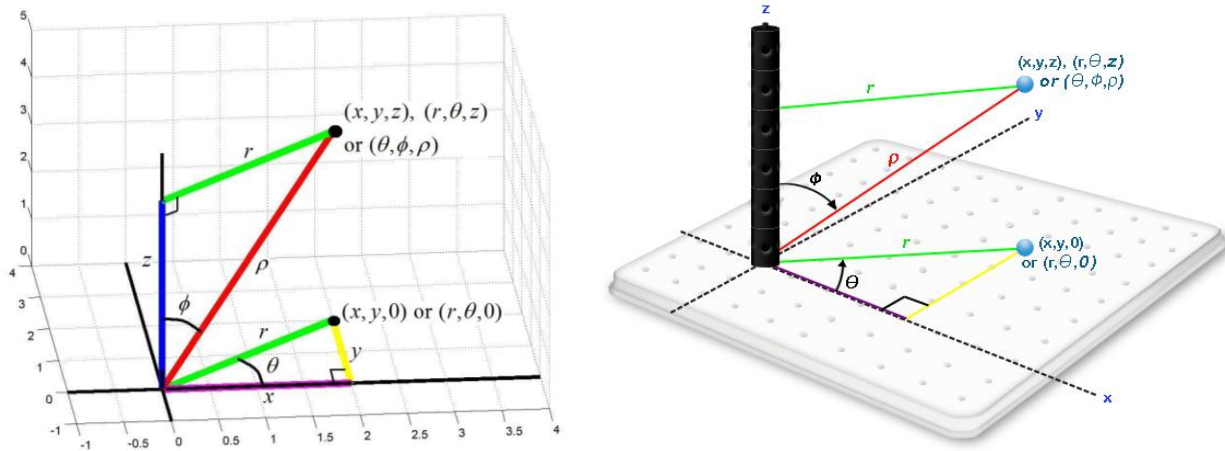 5
4
3
2
1
0
4
3
2
1
0
-1
-1
-0.5
0
0.5
1
1.5
2
2.5
3
3.5
4
(x, y, z), (r, θ, z)
or (θ, ϕ, ρ)
r
z
ρ
ϕ
(x, y, 0) or (r, θ, 0)
r
θ
y
x
z
(x,y,z), (r,θ,z)
or (θ,ϕ,ρ)
r
y
ρ
ϕ
r
(x,y,0)
or (r,θ,0)
θ
x